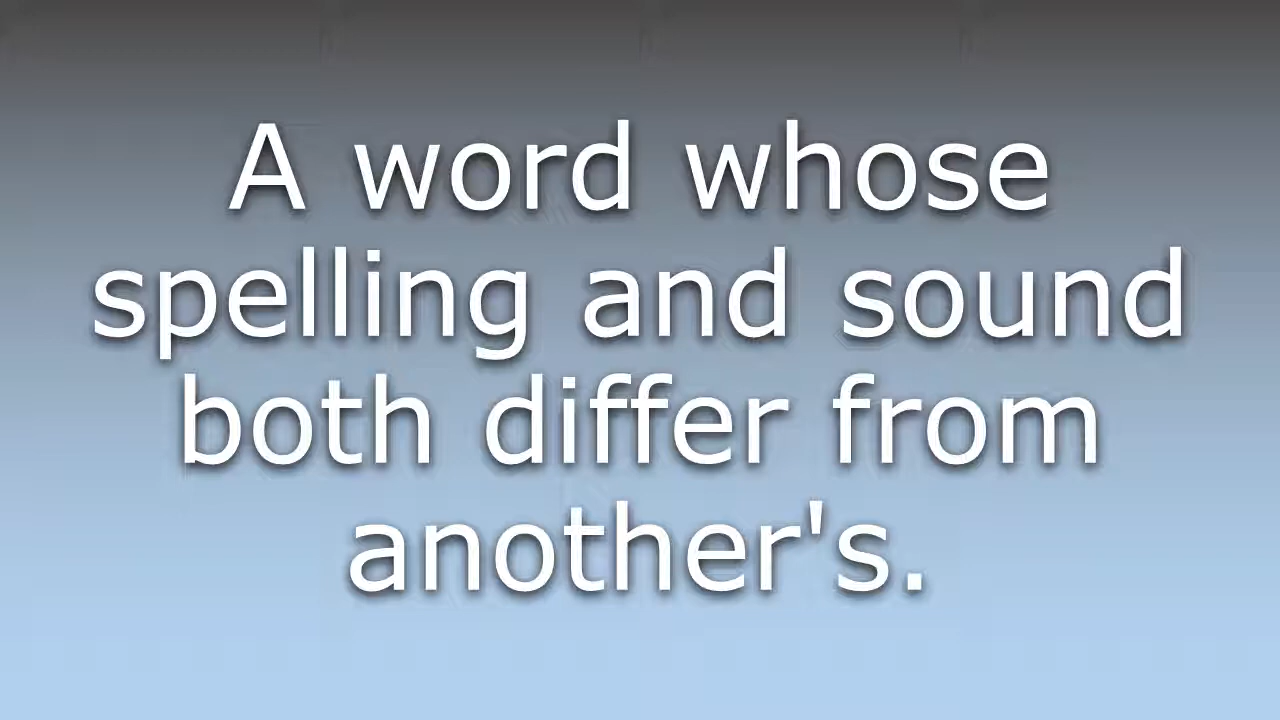 A word whose
spelling and sound
both differ from
another's.